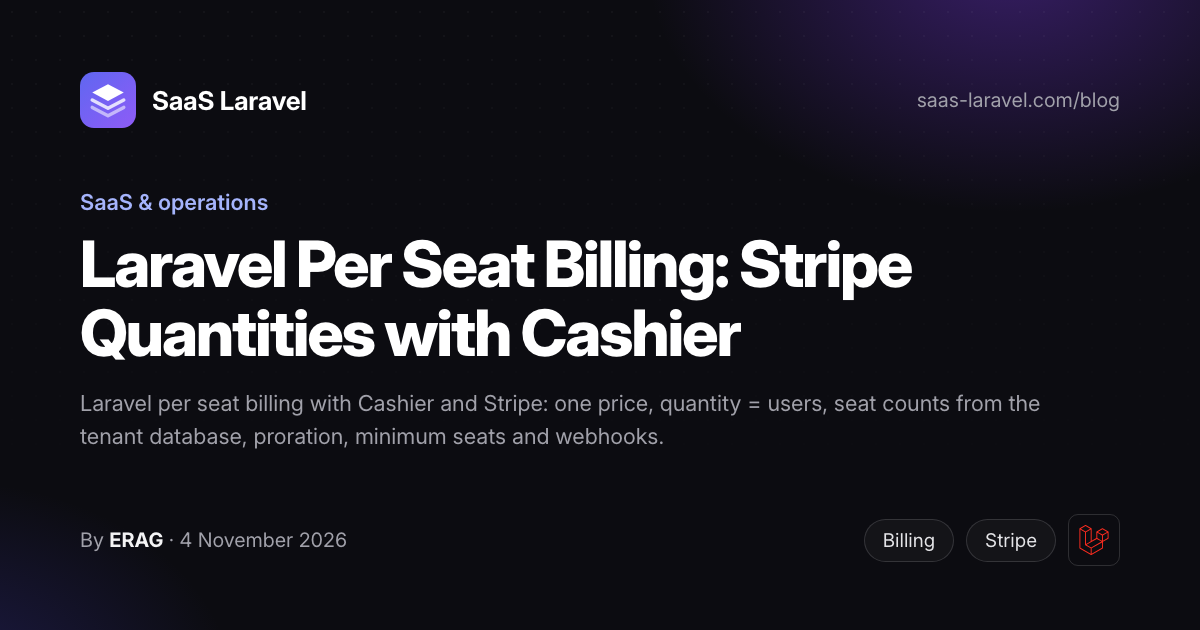 SaaS Laravel
saas-laravel.com/blog
SaaS & operations
Laravel Per Seat Billing: Stripe
Quantities with Cashier
Laravel per seat billing with Cashier and Stripe: one price, quantity = users, seat counts from the
tenant database, proration, minimum seats and webhooks.
By ERAG · 4 November 2026
Billing
Stripe